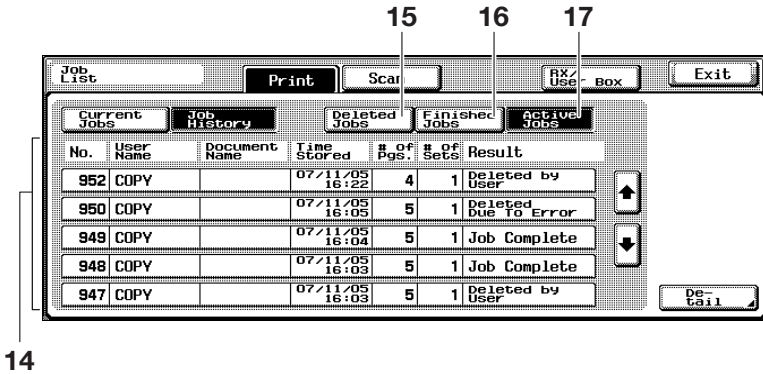 15 16 17
Job List Print Scan RX/ User Box Exit
Current Jobs Job History Deleted Jobs Finished Jobs Active Jobs
No. User Name Document Name Time Stored # of Pgs. # of Sets Result
952 COPY 07/11/05 16:22 4 1 Deleted by User
950 COPY 07/11/05 16:05 5 1 Deleted Due To Error
949 COPY 07/11/05 16:04 5 1 Job Complete
948 COPY 07/11/05 16:03 5 1 Job Complete
947 COPY 07/11/05 16:03 5 1 Deleted by User
De- tail
14